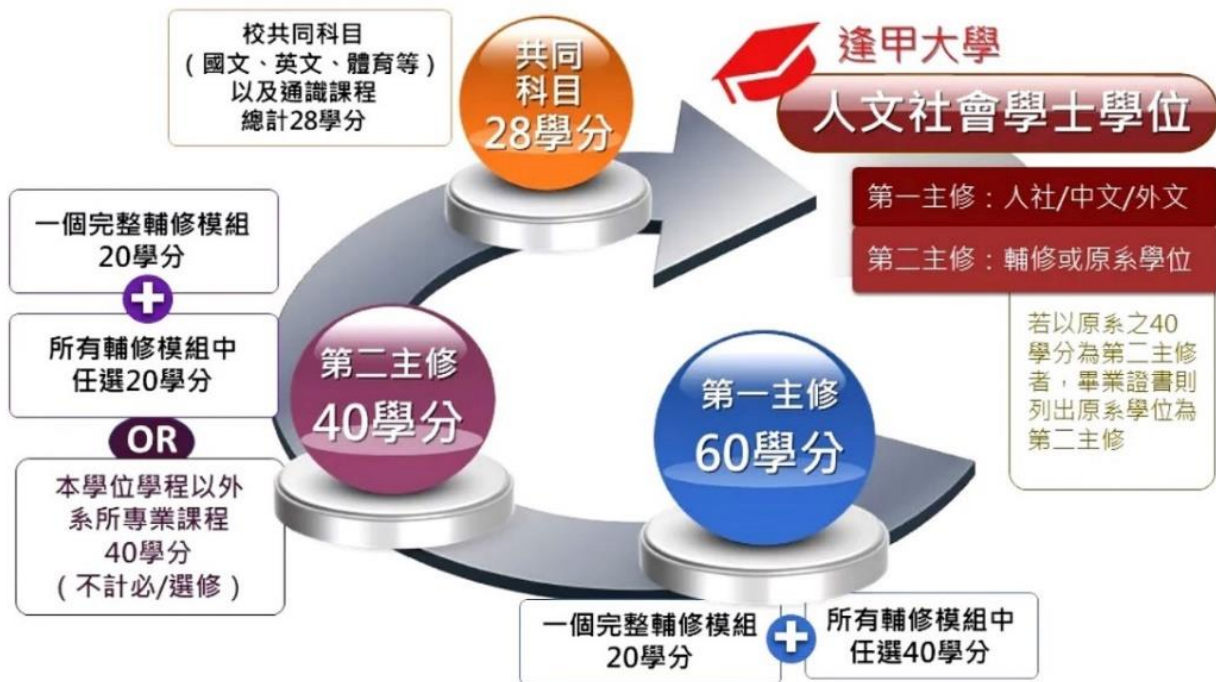 校共同科目
（國文、英文、體育等）
以及通識課程
總計28學分
共同
科目
28學分
逢甲大學
人文社會學士學位
第一主修：人社/中文/外文
第二主修：輔修或原系學位
若以原系之40
學分為第二主修
者，畢業證書則
列出原系學位為
第二主修
一個完整輔修模組
20學分
+
所有輔修模組中
任選20學分
OR
本學位學程以外
系所專業課程
40學分
（不計必/選修）
第二主修
40學分
第一主修
60學分
一個完整輔修模組
20學分
+
所有輔修模組中
任選40學分